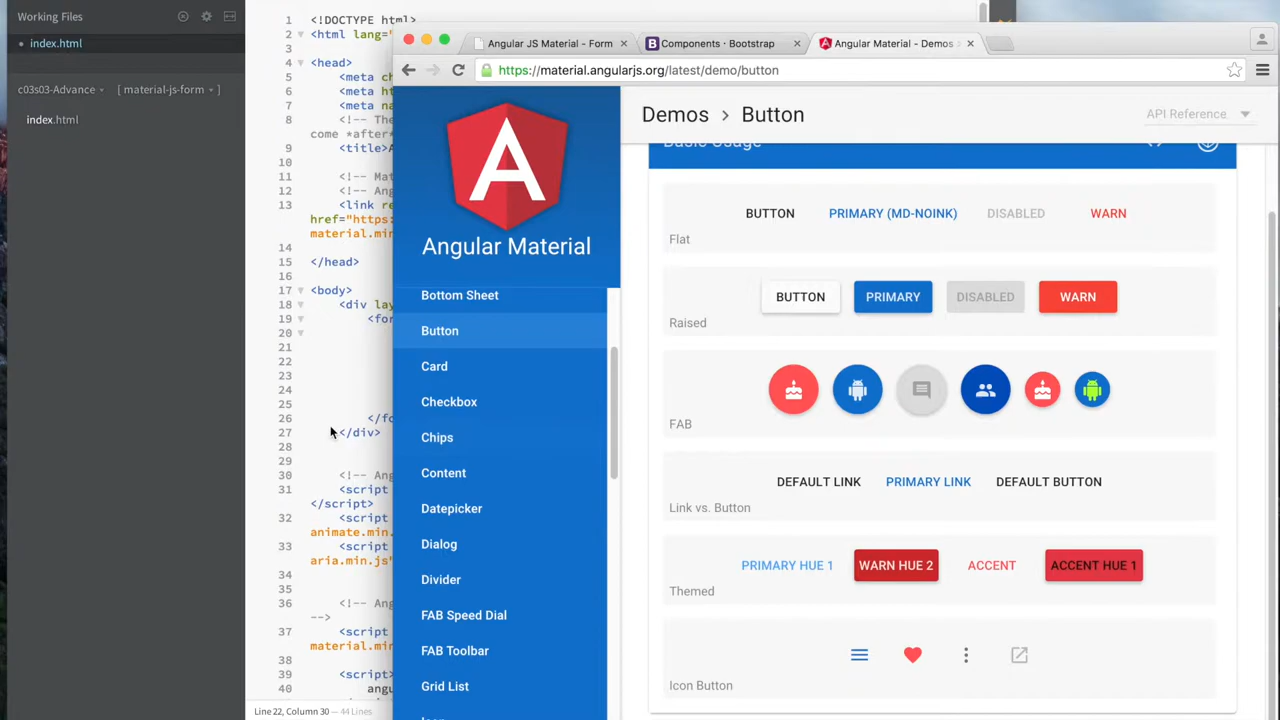 Working Files
index.html
c03s03-Advance
[ material-js-form ]
index.html
1 <!DOCTYPE html>
2 <html lang="
3
4 <head>
5 <meta ch
6 <meta ht
7 <meta na
8 <!-- The
come *after*
9 <title>A
10
11 <!-- Mat
12 <!-- Ang
13 <link re
href="https:
material.min
14
15 </head>
16
17 <body>
18 <div lay
19 <for
20
21
22
23
24
25
26 </fo
27 </div>
28
29
30 <!-- Ang
31 <script
</script>
32 <script
animate.min.
33 <script
aria.min.js"
34
35
36 <!-- Ang
-->
37 <script
material.min
38
39 <script>
40 angu
Line 22, Column 30 — 44 Lines
Angular JS Material - Form
Components · Bootstrap
Angular Material - Demos
https://material.angularjs.org/latest/demo/button
Angular Material
Bottom Sheet
Button
Card
Checkbox
Chips
Content
Datepicker
Dialog
Divider
FAB Speed Dial
FAB Toolbar
Grid List
Demos > Button
API Reference
Basic Usage
BUTTON PRIMARY (MD-NOINK) DISABLED WARN
Flat
BUTTON PRIMARY DISABLED WARN
Raised
FAB
DEFAULT LINK PRIMARY LINK DEFAULT BUTTON
Link vs. Button
PRIMARY HUE 1 WARN HUE 2 ACCENT ACCENT HUE 1
Themed
Icon Button